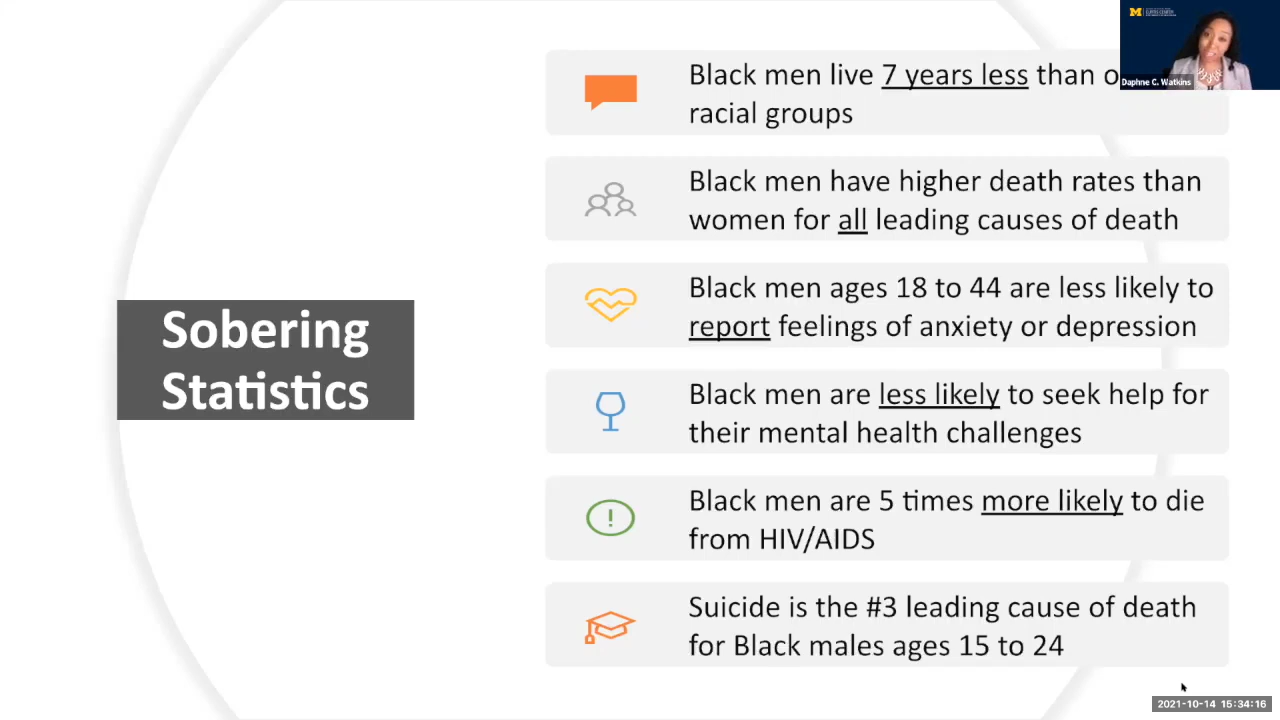 Sobering
Statistics
Black men live 7 years less than
racial groups
Black men have higher death rates than
women for all leading causes of death
Black men ages 18 to 44 are less likely to
report feelings of anxiety or depression
Black men are less likely to seek help for
their mental health challenges
Black men are 5 times more likely to die
from HIV/AIDS
Suicide is the #3 leading cause of death
for Black males ages 15 to 24
M
Daphne C. Watkins
2021-10-14 15:34:16